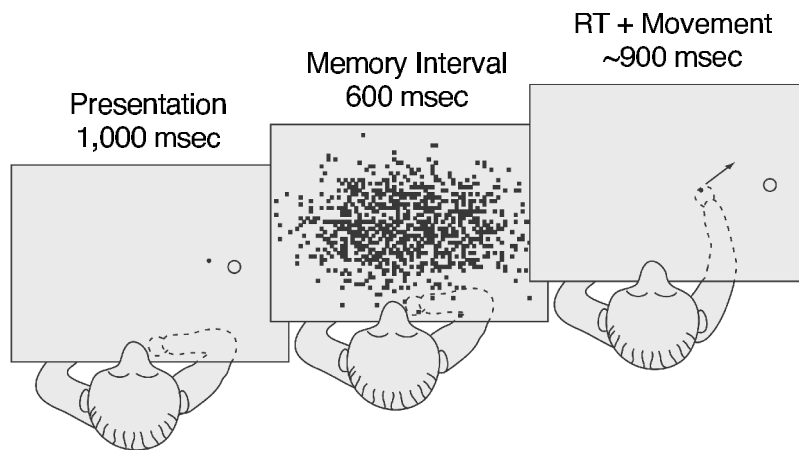 Presentation
1,000 msec
Memory Interval
600 msec
RT + Movement
~900 msec